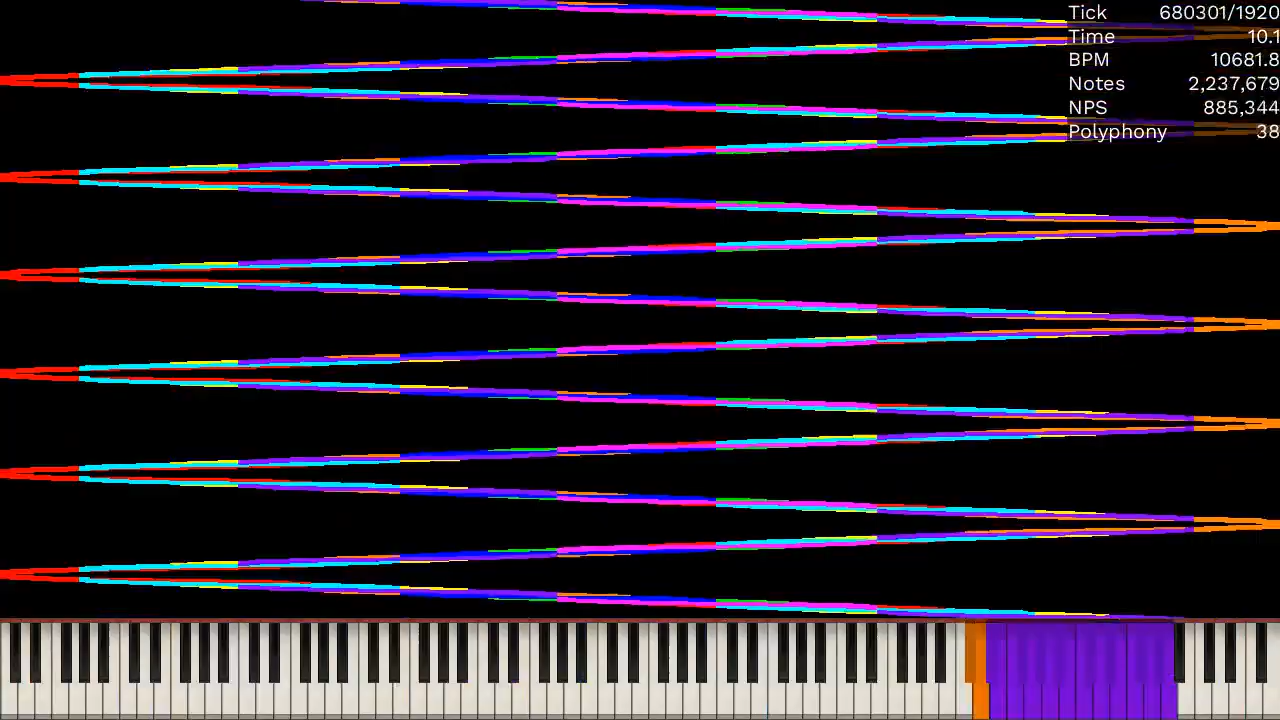 Tick 680301/1920
Time 10.1
BPM 10681.8
Notes 2,237,679
NPS 885,344
Polyphony 38